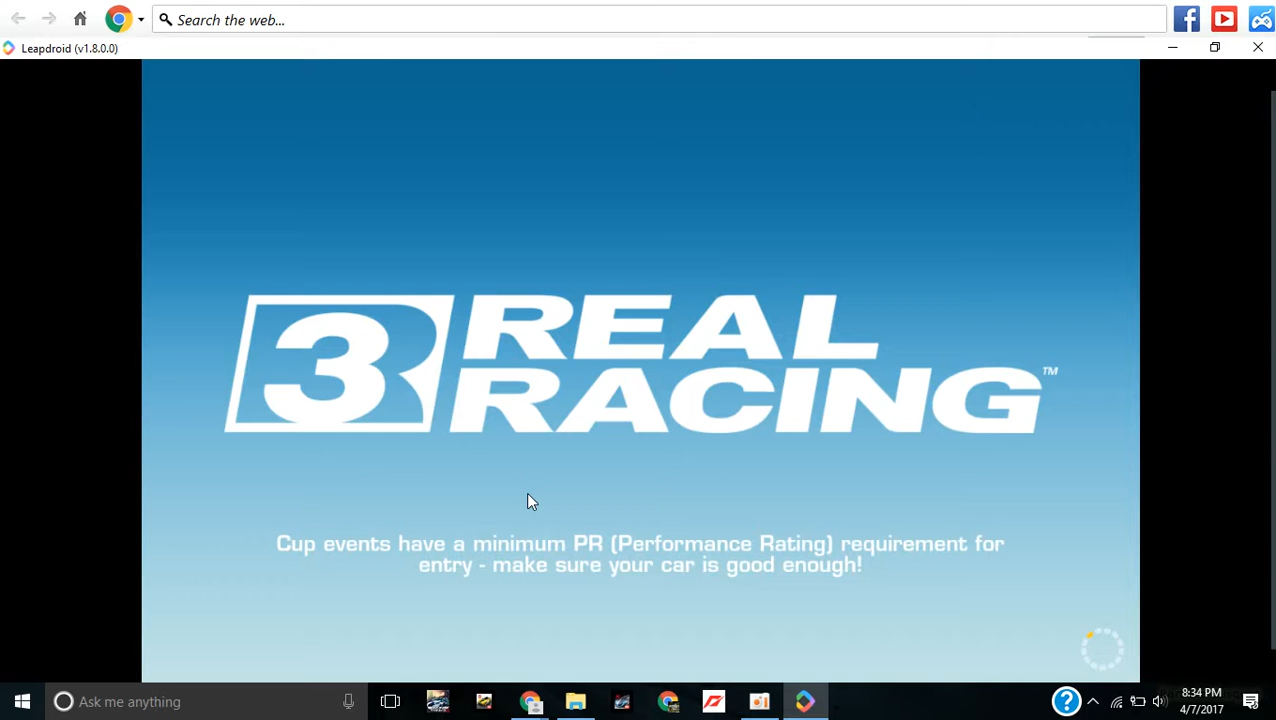 Search the web...
Leapdroid (v1.8.0.0)
3 REAL
RACING™
Cup events have a minimum PR (Performance Rating) requirement for
entry - make sure your car is good enough!
Ask me anything
8:34 PM
4/7/2017